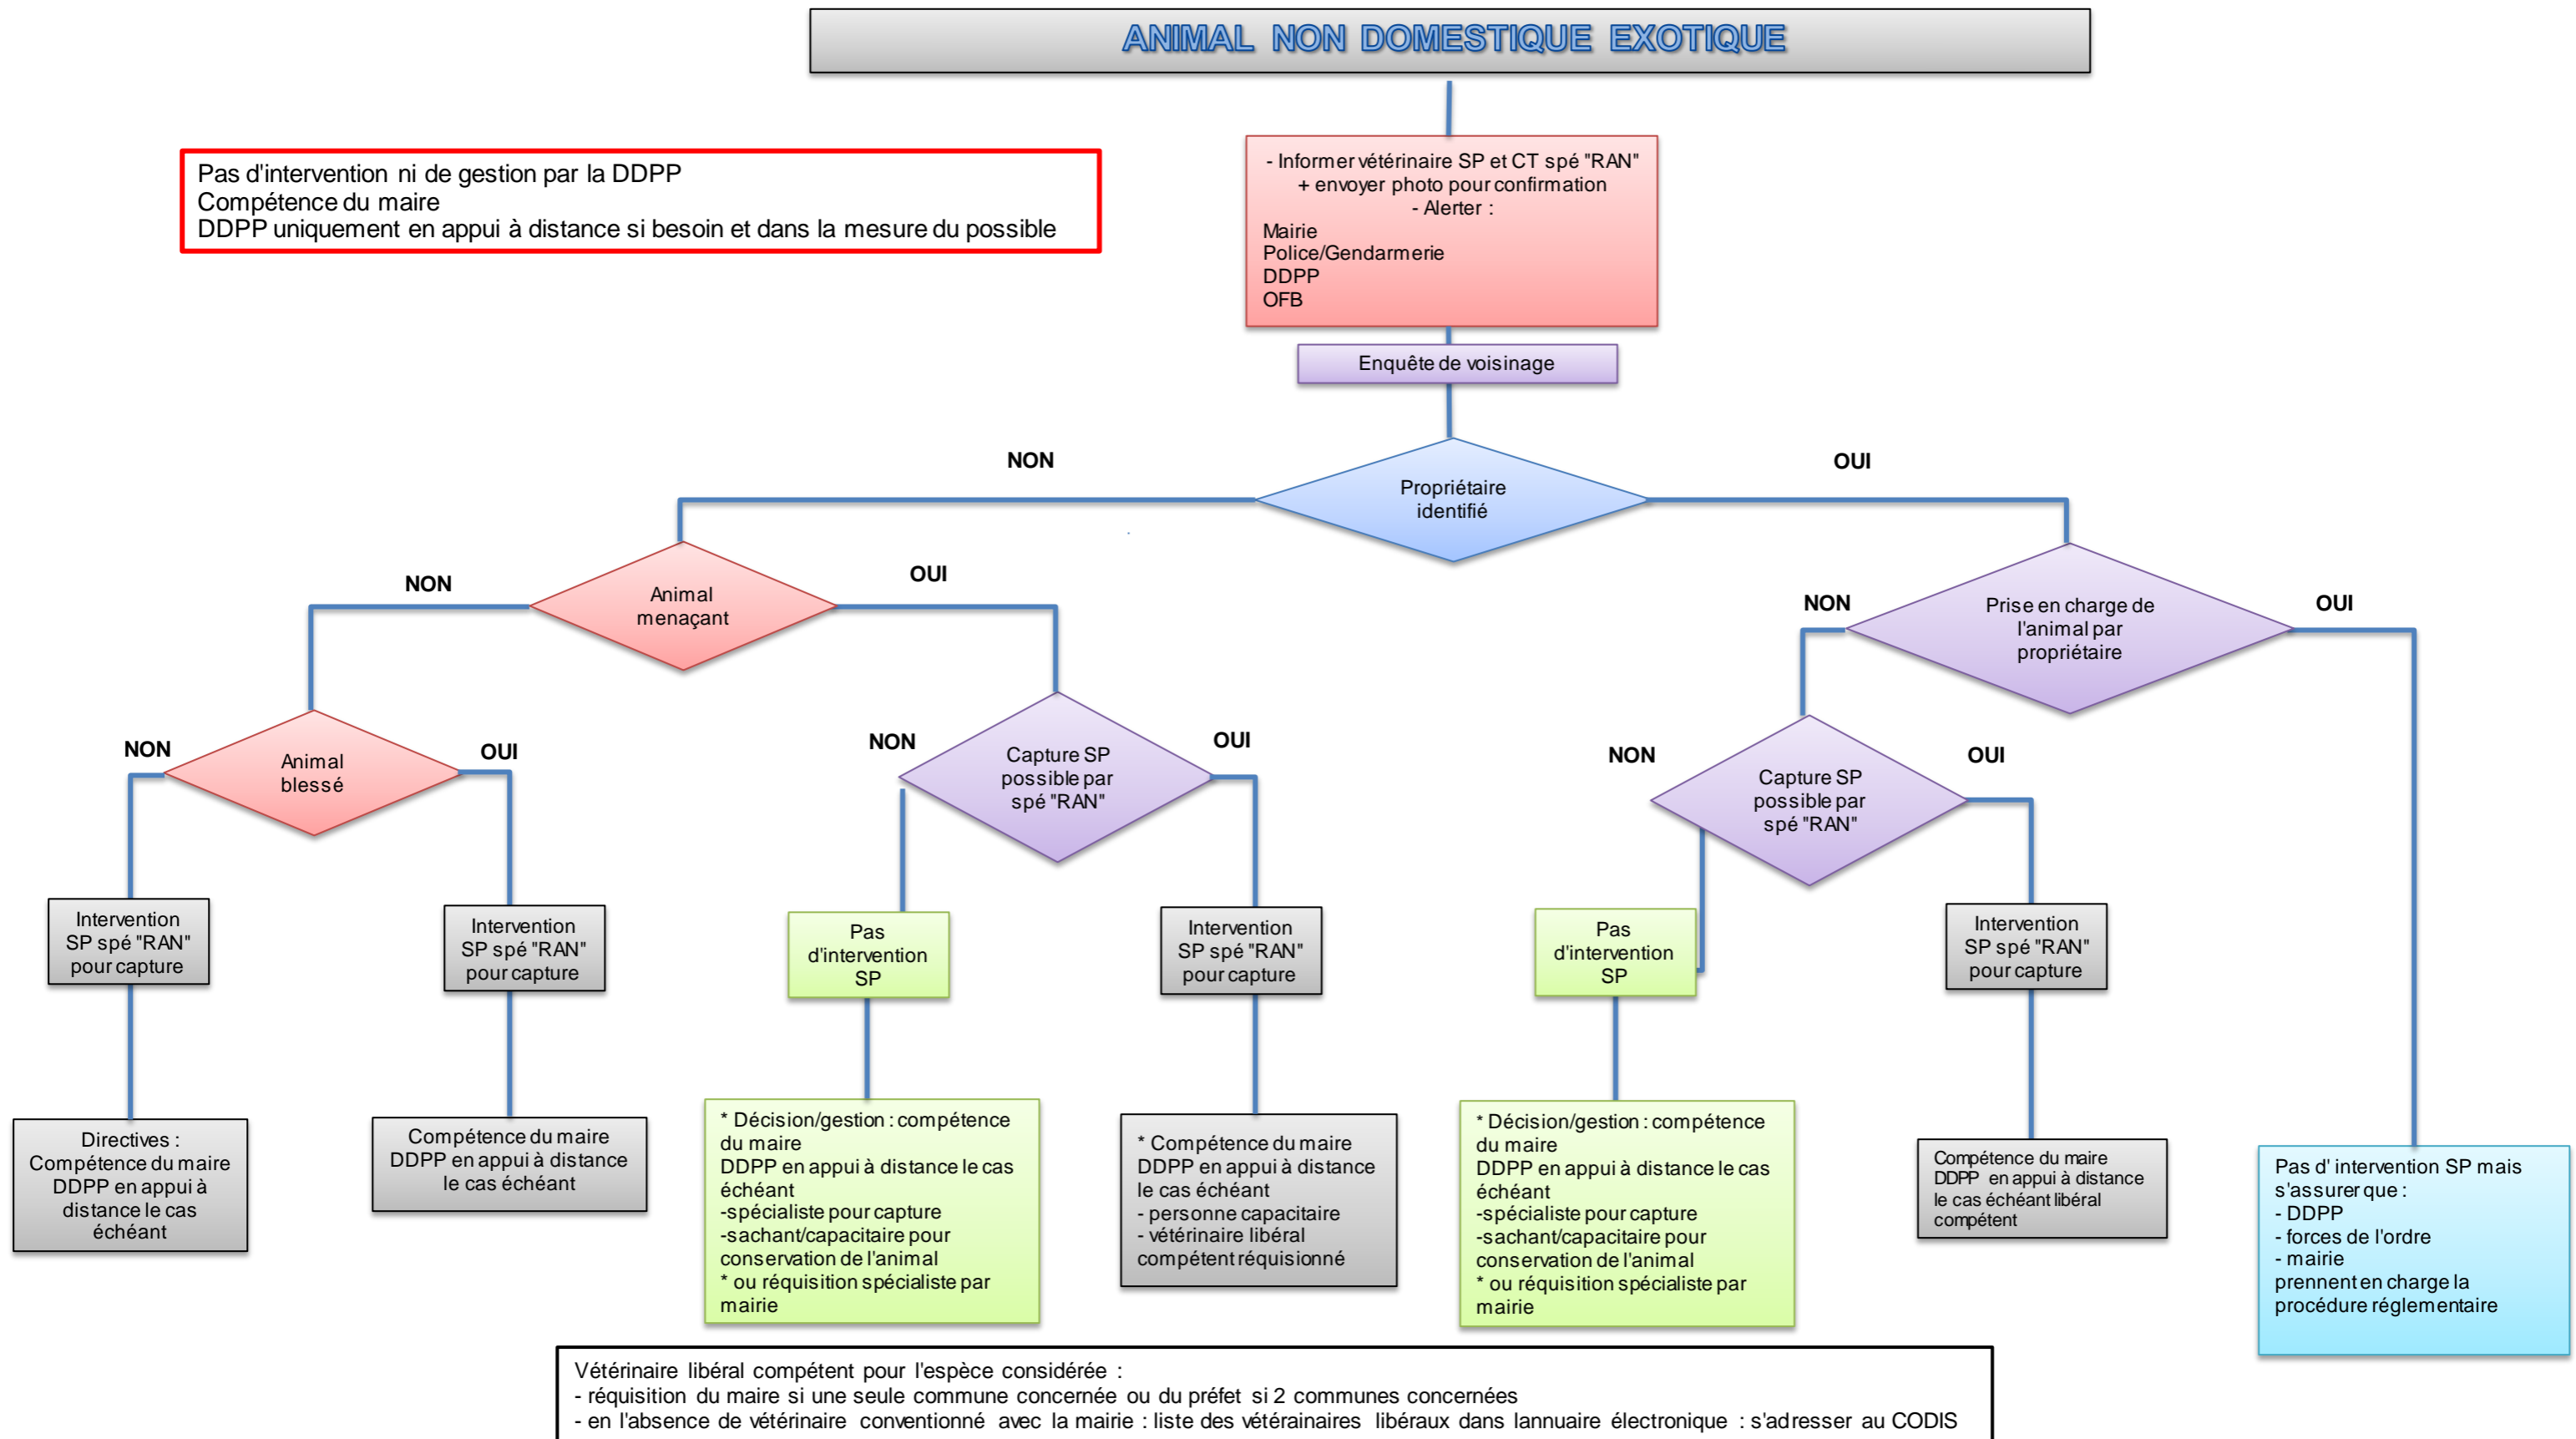 ANIMAL NON DOMESTIQUE EXOTIQUE
Pas d'intervention ni de gestion par la DDPP
Compétence du maire
DDPP uniquement en appui à distance si besoin et dans la mesure du possible
- Informer vétérinaire SP et CT spé "RAN"
+ envoyer photo pour confirmation
- Alerter :
Mairie
Police/Gendarmerie
DDPP
OFB
Enquête de voisinage
NON
OUI
Propriétaire
identifié
NON
OUI
Animal
menaçant
NON
OUI
Prise en charge de
l'animal par
propriétaire
NON
OUI
Animal
blessé
NON
OUI
Capture SP
possible par
spé "RAN"
NON
OUI
Capture SP
possible par
spé "RAN"
Intervention
SP spé "RAN"
pour capture
Intervention
SP spé "RAN"
pour capture
Pas
d'intervention
SP
Intervention
SP spé "RAN"
pour capture
Pas
d'intervention
SP
Intervention
SP spé "RAN"
pour capture
Directives :
Compétence du maire
DDPP en appui à
distance le cas
échéant
Compétence du maire
DDPP en appui à distance
le cas échéant
* Décision/gestion : compétence
du maire
DDPP en appui à distance le cas
échéant
-spécialiste pour capture
-sachant/capacitaire pour
conservation de l'animal
* ou réquisition spécialiste par
mairie
* Compétence du maire
DDPP en appui à distance
le cas échéant
- personne capacitaire
- vétérinaire libéral
compétent réquisionné
* Décision/gestion : compétence
du maire
DDPP en appui à distance le cas
échéant
-spécialiste pour capture
-sachant/capacitaire pour
conservation de l'animal
* ou réquisition spécialiste par
mairie
Compétence du maire
DDPP en appui à distance
le cas échéant libéral
compétent
Pas d' intervention SP mais
s'assurer que :
- DDPP
- forces de l'ordre
- mairie
prennent en charge la
procédure réglementaire
Vétérinaire libéral compétent pour l'espèce considérée :
- réquisition du maire si une seule commune concernée ou du préfet si 2 communes concernées
- en l'absence de vétérinaire conventionné avec la mairie : liste des vétérainaires libéraux dans lannuaire électronique : s'adresser au CODIS